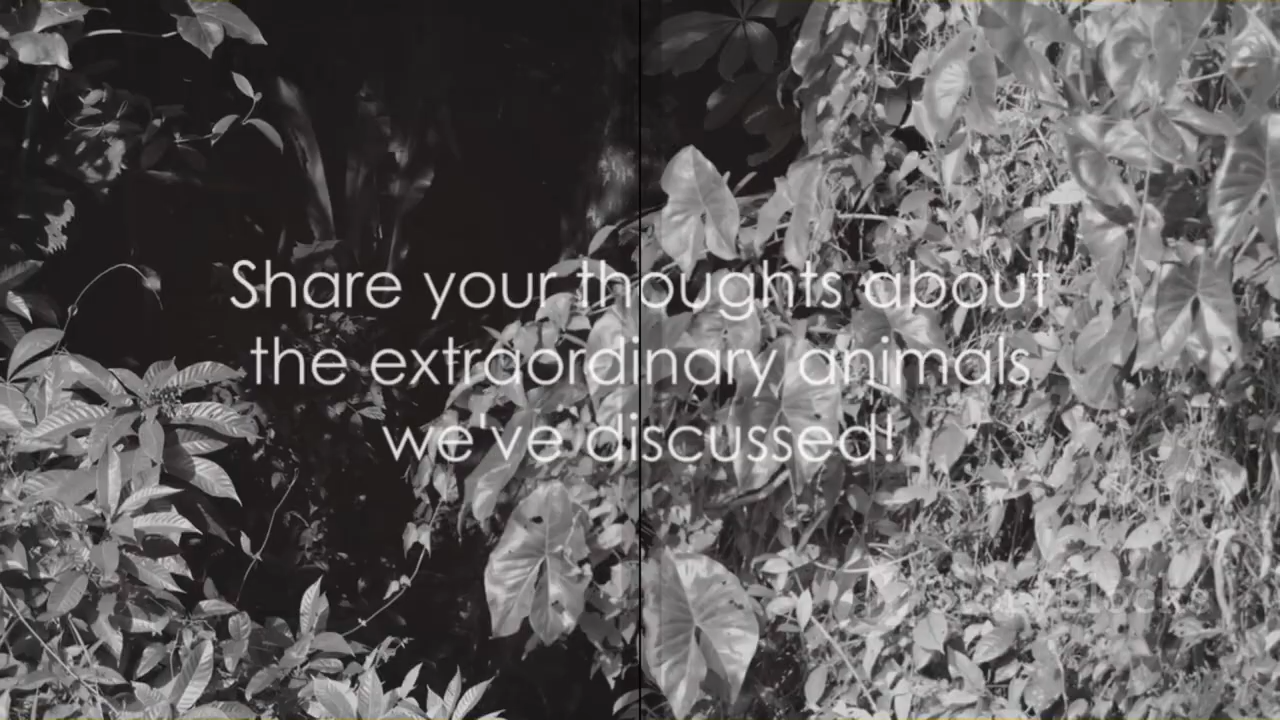 Share your thoughts about
the extraordinary animals
we've discussed!